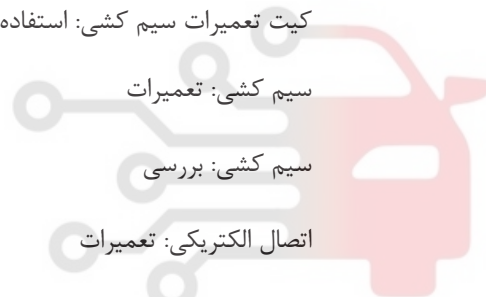 کیت تعمیرات سیم کشی: استفاده
سیم کشی: تعمیرات
سیم کشی: بررسی
اتصال الکتریکی: تعمیرات